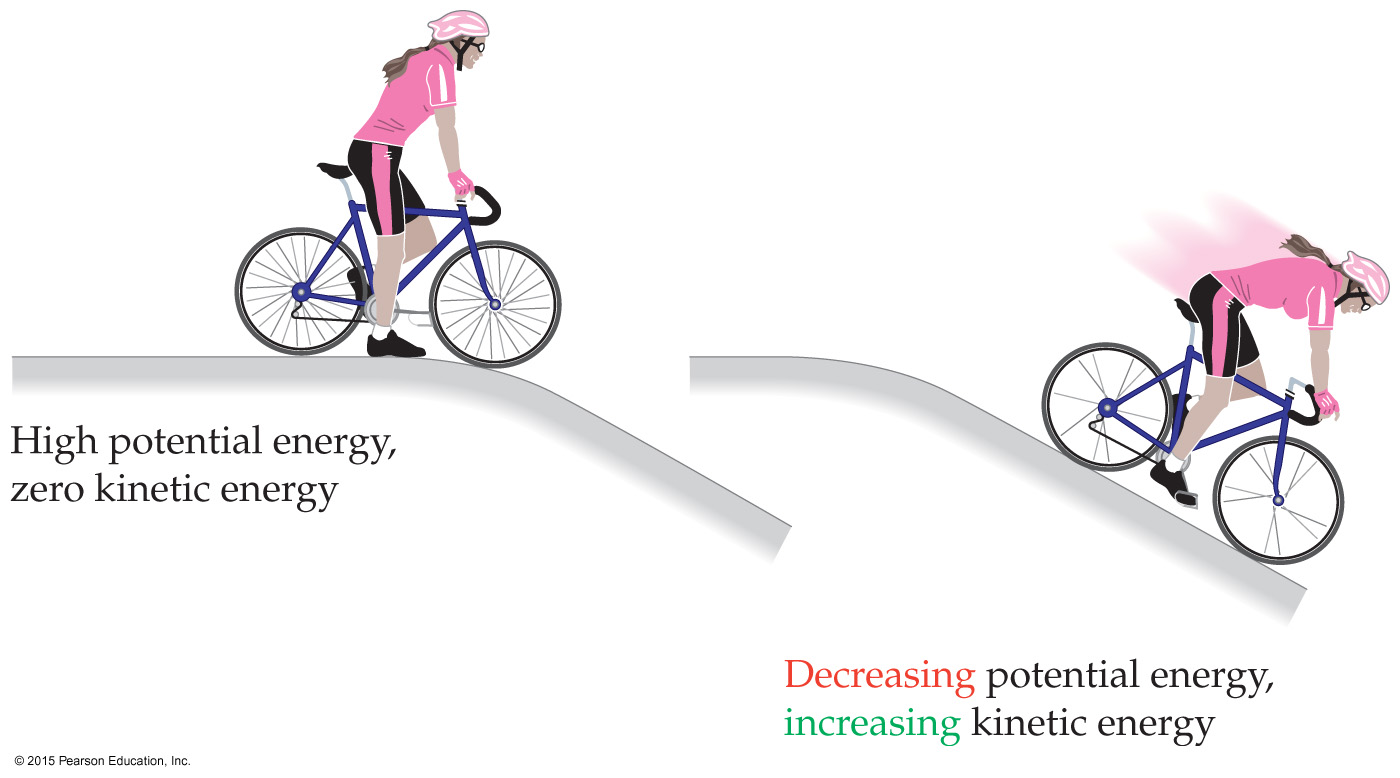 High potential energy,
zero kinetic energy
Decreasing potential energy,
increasing kinetic energy
© 2015 Pearson Education, Inc.